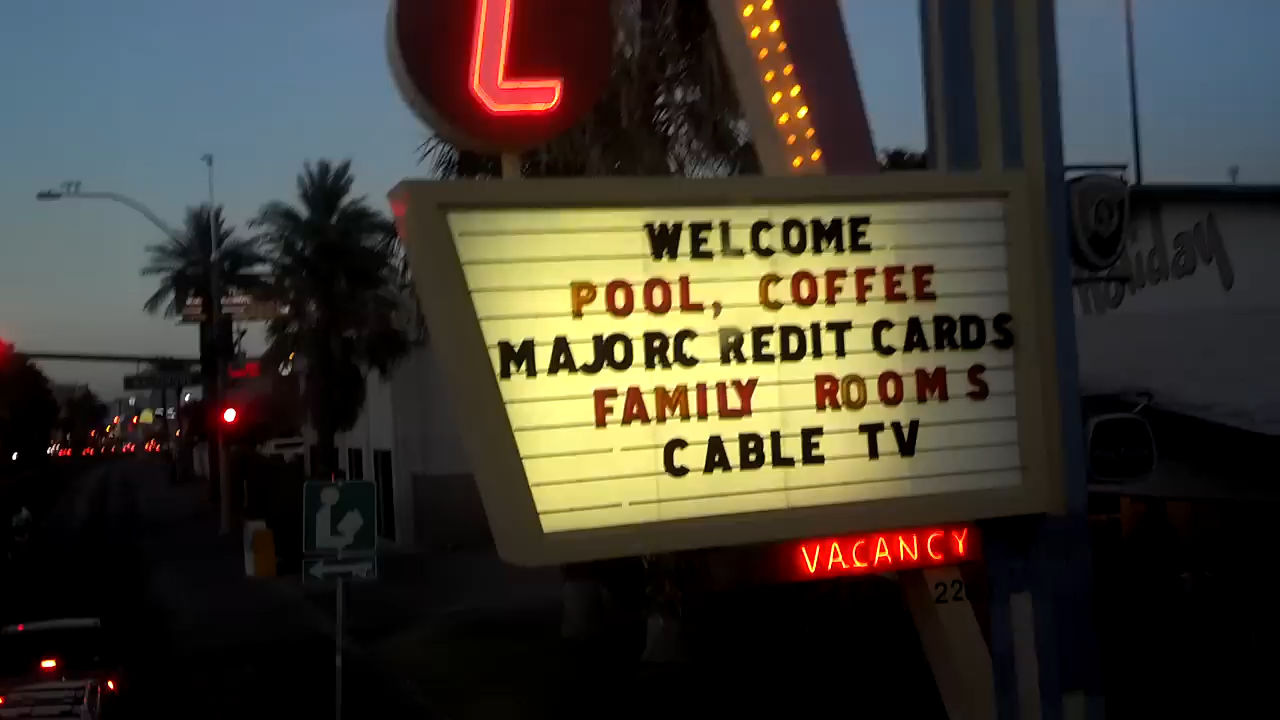 L
WELCOME
POOL, COFFEE
MAJORC REDIT CARDS
FAMILY ROOMS
CABLE TV
VACANCY
22
Holiday